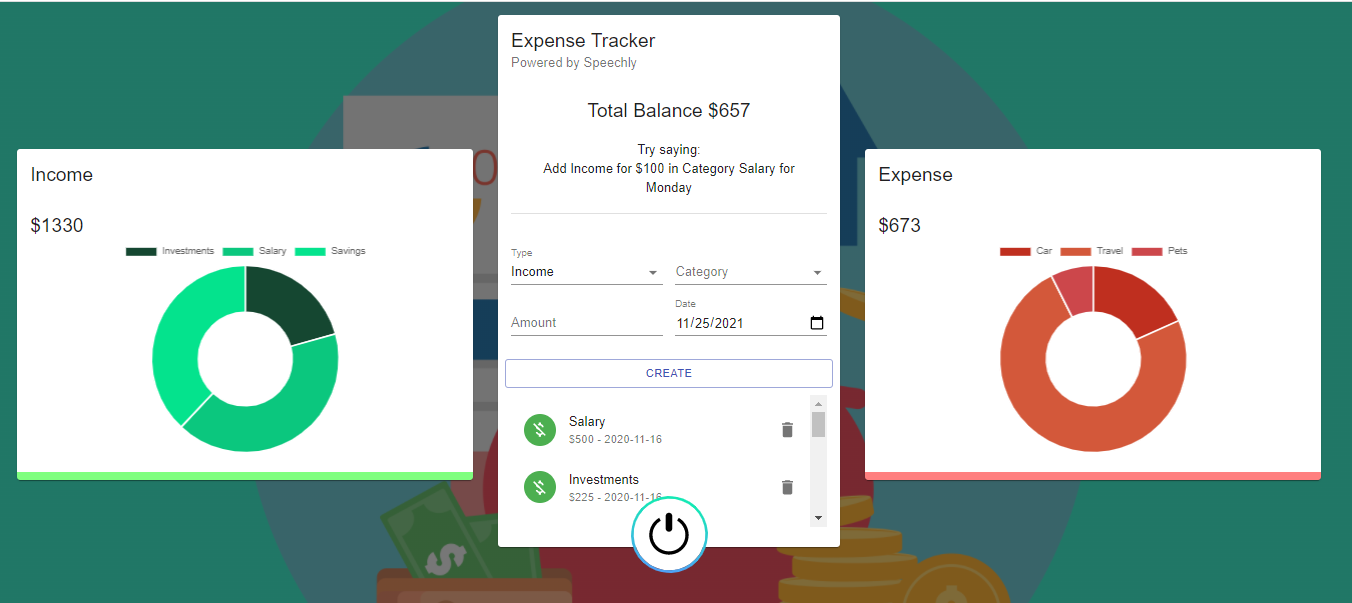 Expense Tracker
Powered by Speechly
Total Balance $657
Try saying:
Add Income for $100 in Category Salary for
Monday
Income
$1330
Investments Salary Savings
Type
Income
Category
Amount
Date
11/25/2021
CREATE
Salary
$500 - 2020-11-16
Investments
$225 - 2020-11-16
Expense
$673
Car Travel Pets